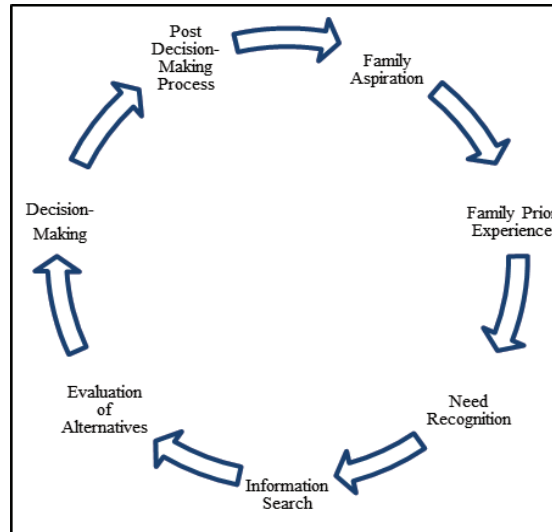 Post
Decision-
Making
Process
Family
Aspiration
Family Prior
Experience
Need
Recognition
Information
Search
Evaluation
of
Alternatives
Decision-
Making